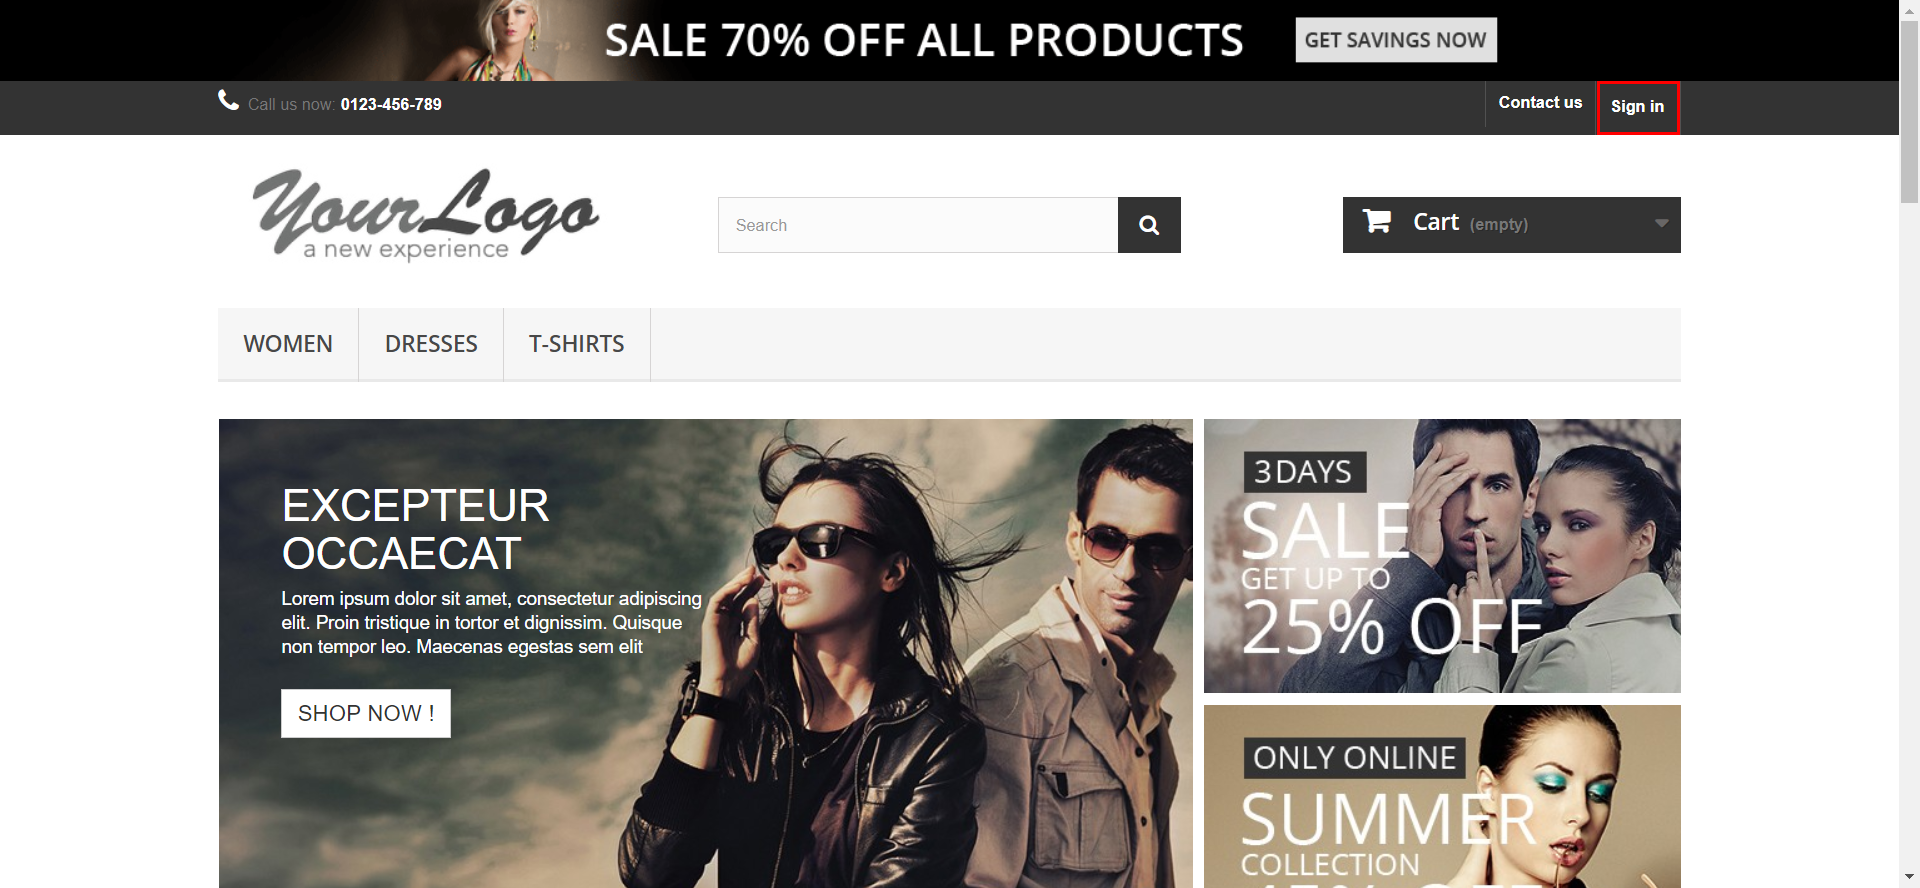 SALE 70% OFF ALL PRODUCTS
GET SAVINGS NOW
Call us now: 0123-456-789
Contact us
Sign in
Your Logo
a new experience
Search
Cart (empty)
WOMEN
DRESSES
T-SHIRTS
EXCEPTEUR
OCCAECAT
Lorem ipsum dolor sit amet, consectetur adipiscing
elit. Proin tristique in tortor et dignissim. Quisque
non tempor leo. Maecenas egestas sem elit
SHOP NOW !
3 DAYS
SALE
GET UP TO
25% OFF
ONLY ONLINE
SUMMER
COLLECTION